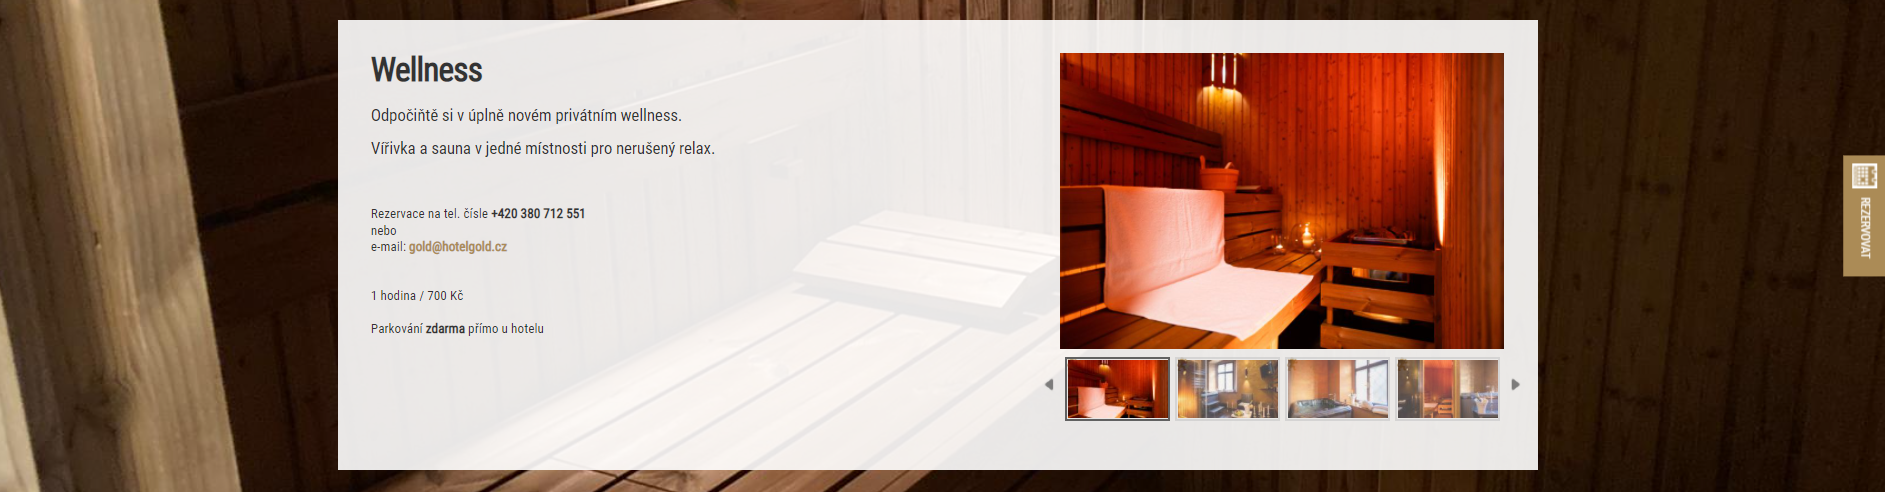 Wellness
Odpočiňtě si v úplně novém privátním wellness.
Vířivka a sauna v jedné místnosti pro nerušený relax.
Rezervace na tel. čísle +420 380 712 551
nebo
e-mail: gold@hotelgold.cz
1 hodina / 700 Kč
Parkování zdarma přímo u hotelu
REZERVOVAT